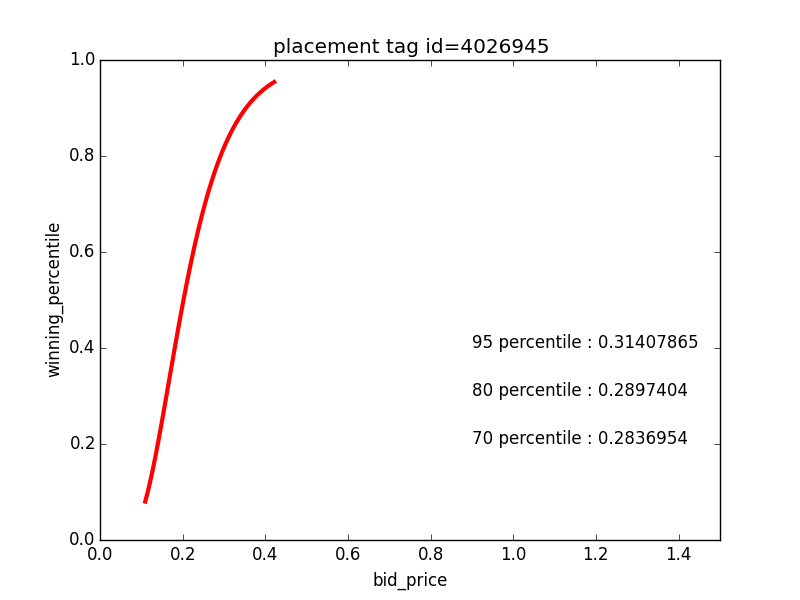 placement tag id=4026945
1.0
0.8
winning_percentile
0.6
0.4
95 percentile : 0.31407865
80 percentile : 0.2897404
0.2
70 percentile : 0.2836954
0.0
0.0 0.2 0.4 0.6 0.8 1.0 1.2 1.4
bid_price